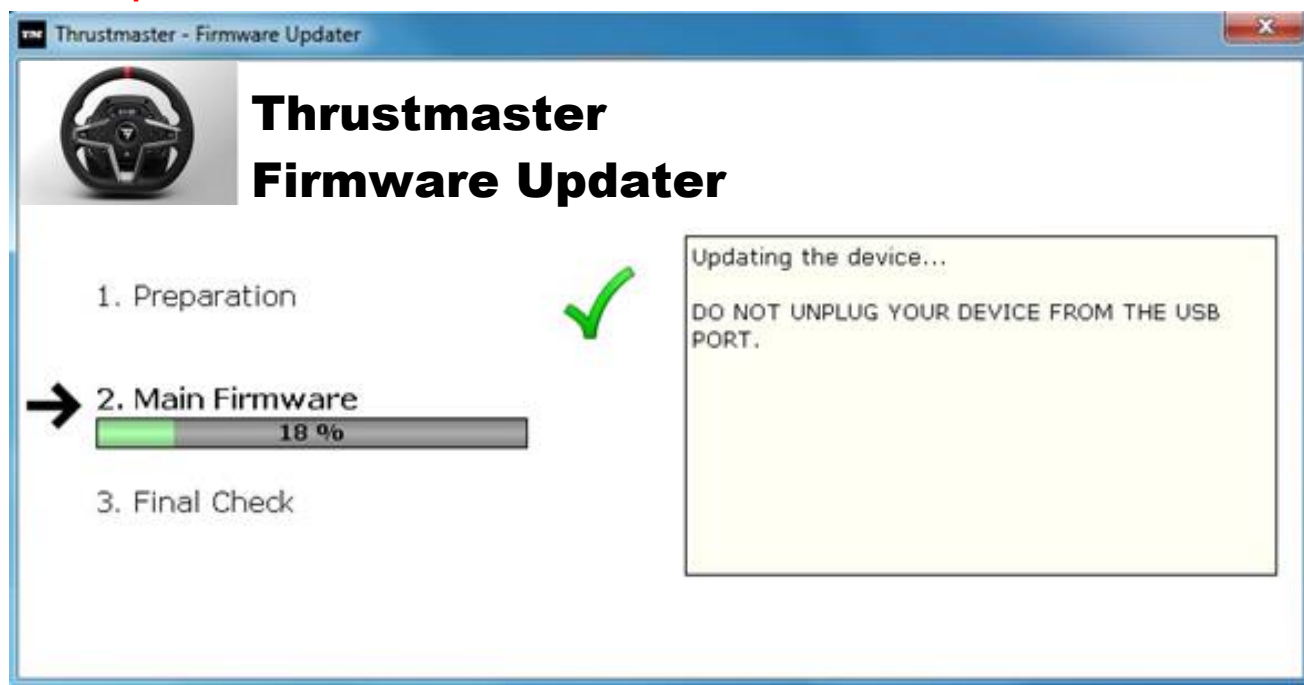 Thrustmaster - Firmware Updater
Thrustmaster
Firmware Updater
1. Preparation
2. Main Firmware
18 %
3. Final Check
Updating the device...
DO NOT UNPLUG YOUR DEVICE FROM THE USB
PORT.